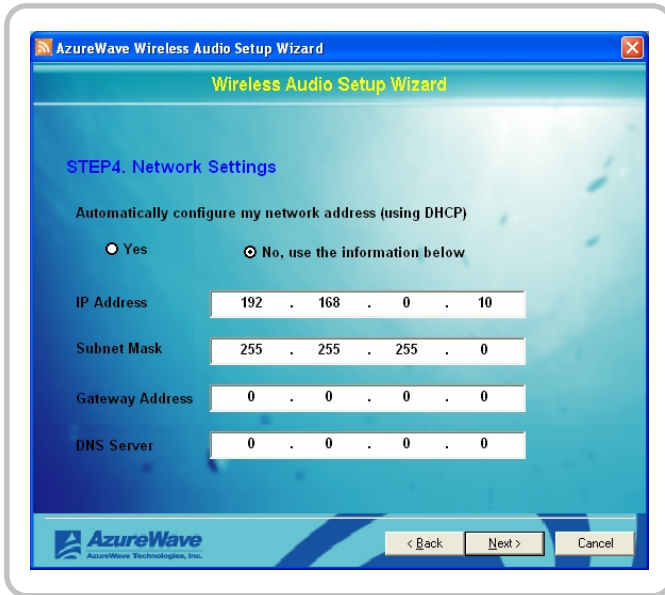 AzureWave Wireless Audio Setup Wizard
Wireless Audio Setup Wizard
STEP4. Network Settings
Automatically configure my network address (using DHCP)
Yes No, use the information below
IP Address 192 . 168 . 0 . 10
Subnet Mask 255 . 255 . 255 . 0
Gateway Address 0 . 0 . 0 . 0
DNS Server 0 . 0 . 0 . 0
AzureWave
AzureWave Technologies, Inc.
< Back Next > Cancel